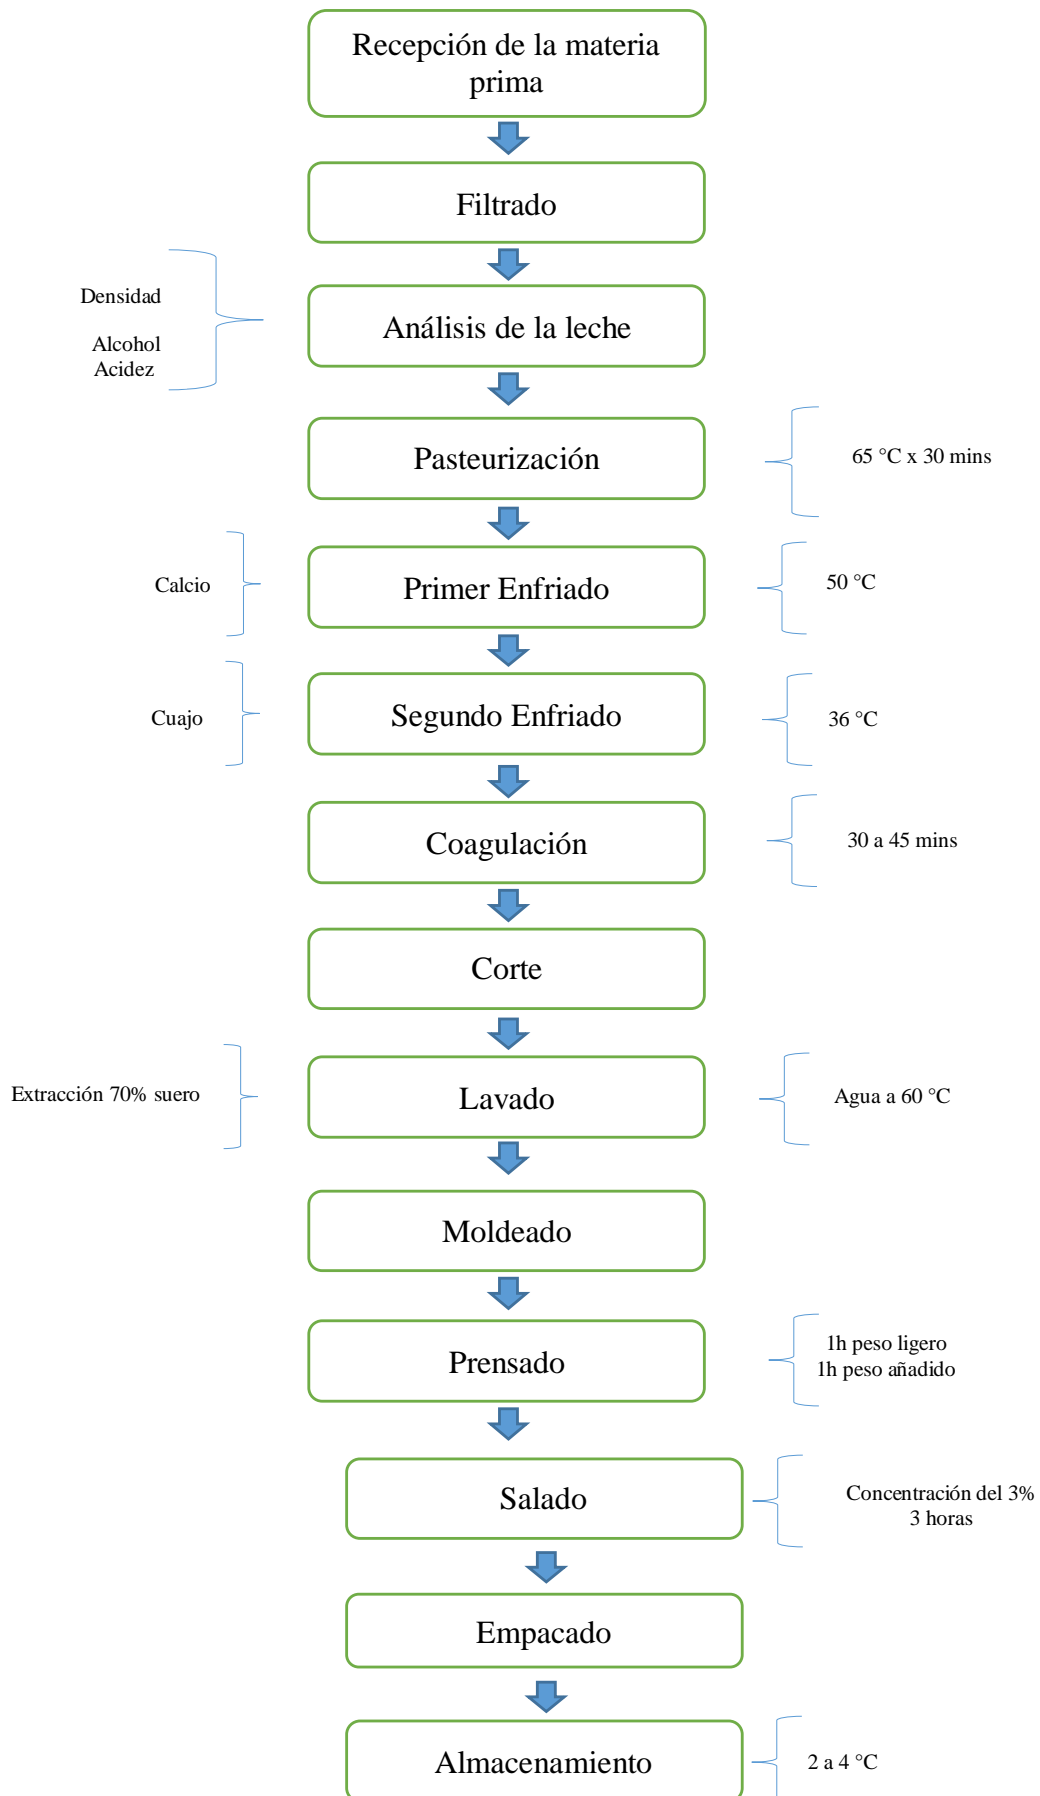 Recepción de la materia
prima
Filtrado
Densidad
Alcohol
Acidez
Análisis de la leche
Pasteurización
65 °C x 30 mins
Calcio
Primer Enfriado
50 °C
Cuajo
Segundo Enfriado
36 °C
Coagulación
30 a 45 mins
Corte
Extracción 70% suero
Lavado
Agua a 60 °C
Moldeado
Prensado
1h peso ligero
1h peso añadido
Salado
Concentración del 3%
3 horas
Empacado
Almacenamiento
2 a 4 °C